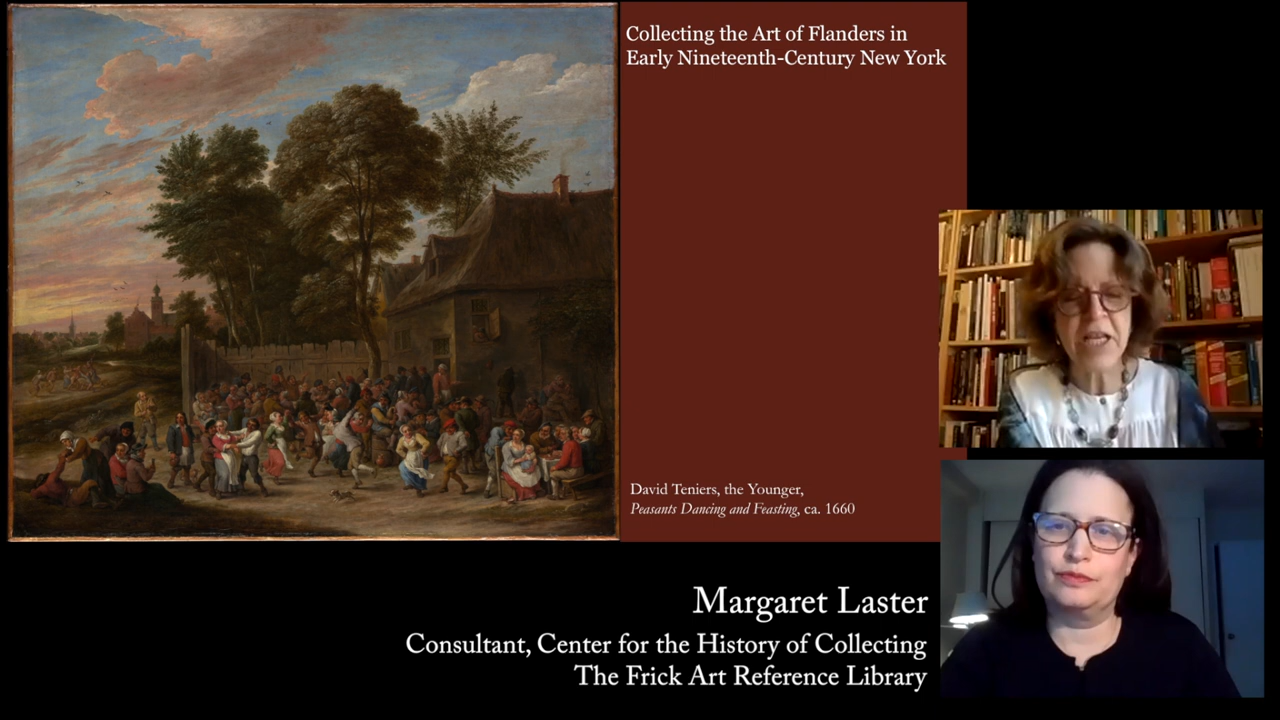 Collecting the Art of Flanders in
Early Nineteenth-Century New York
David Teniers, the Younger,
Peasants Dancing and Feasting, ca. 1660
Margaret Laster
Consultant, Center for the History of Collecting
The Frick Art Reference Library